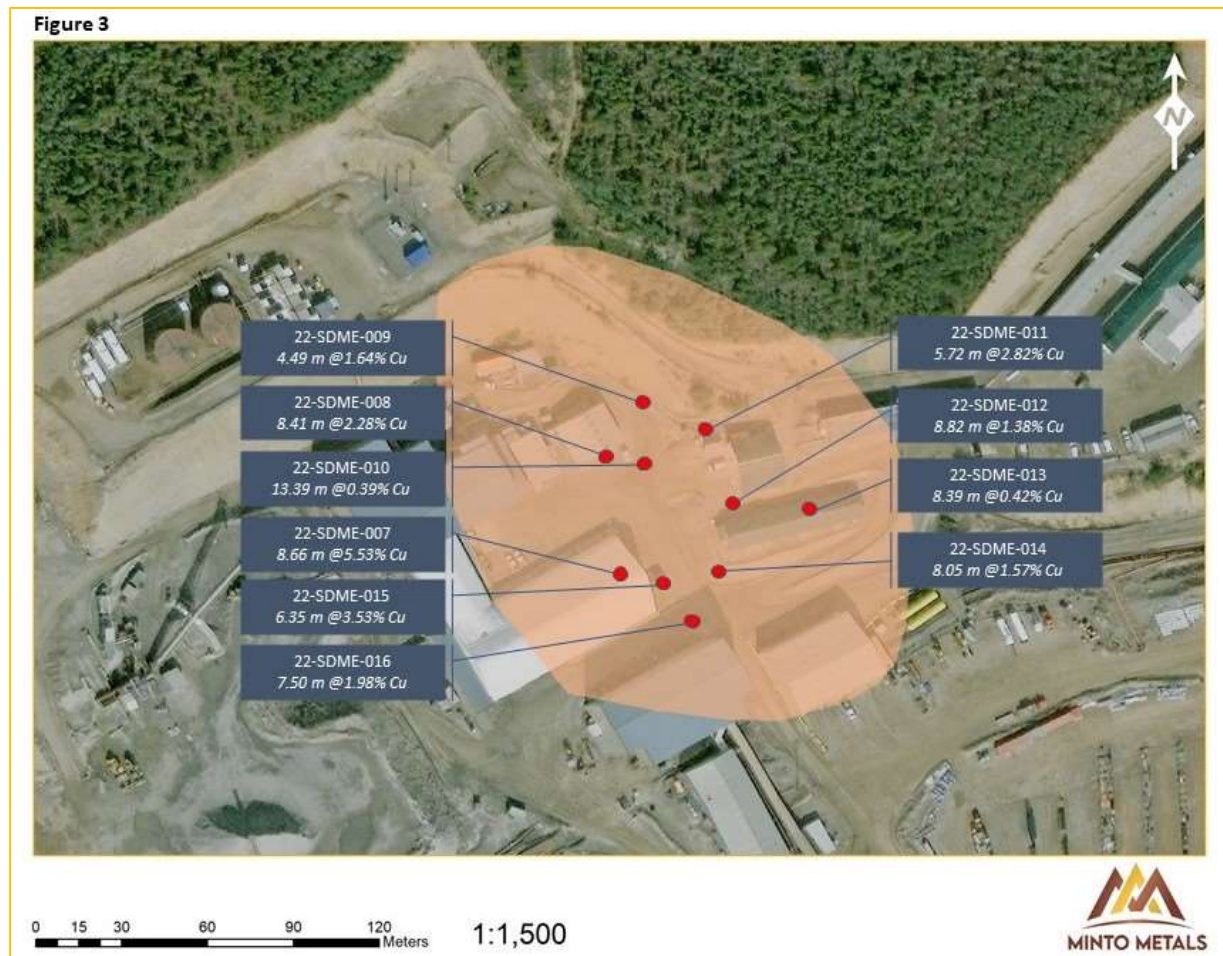 Figure 3
N
22-SDME-009
4.49 m @1.64% Cu
22-SDME-008
8.41 m @2.28% Cu
22-SDME-010
13.39 m @0.39% Cu
22-SDME-007
8.66 m @5.53% Cu
22-SDME-015
6.35 m @3.53% Cu
22-SDME-016
7.50 m @1.98% Cu
22-SDME-011
5.72 m @2.82% Cu
22-SDME-012
8.82 m @1.38% Cu
22-SDME-013
8.39 m @0.42% Cu
22-SDME-014
8.05 m @1.57% Cu
0 15 30 60 90 120
Meters
1:1,500
MINTO METALS